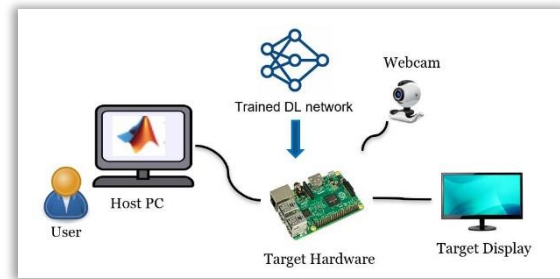 Webcam
Trained DL network
Host PC
User
Target Hardware
Target Display